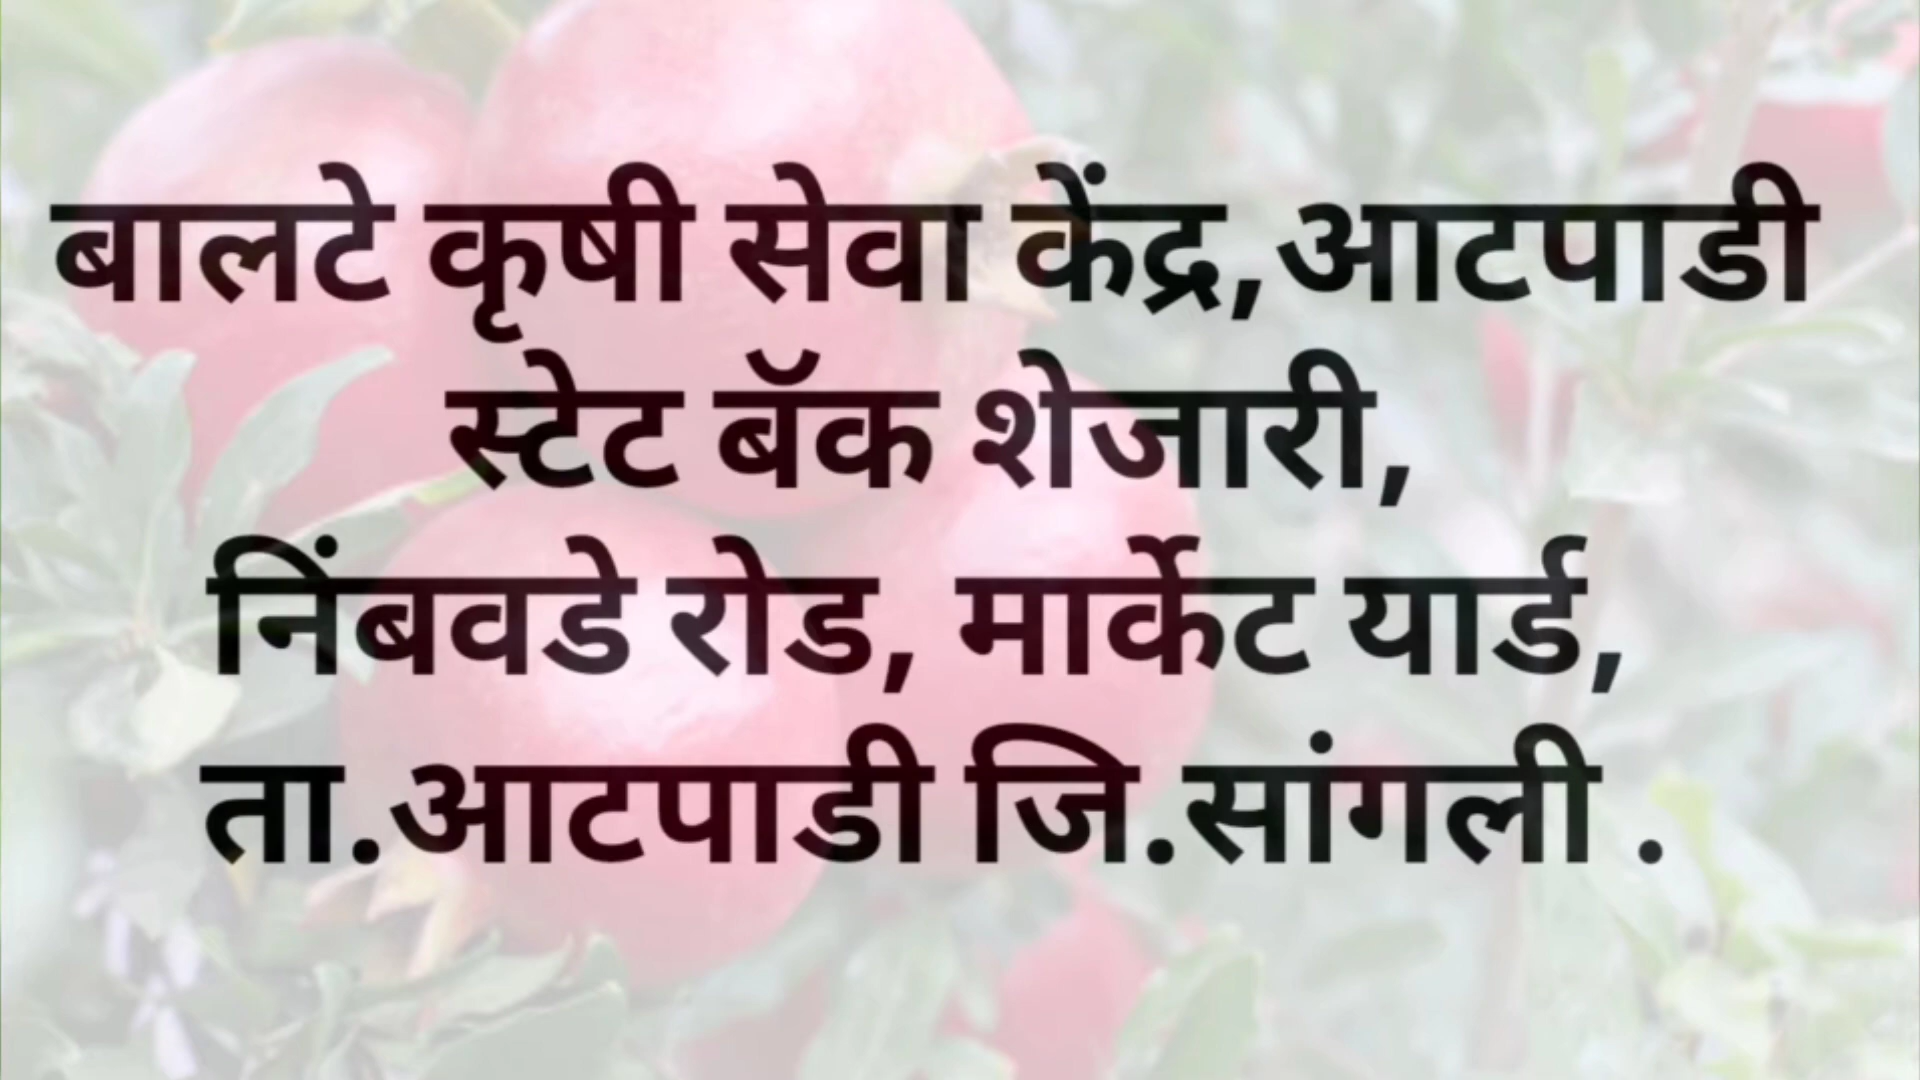 बालटे कृषी सेवा केंद्र,आटपाडी
स्टेट बॅक शेजारी,
निंबवडे रोड, मार्केट यार्ड,
ता.आटपाडी जि.सांगली .